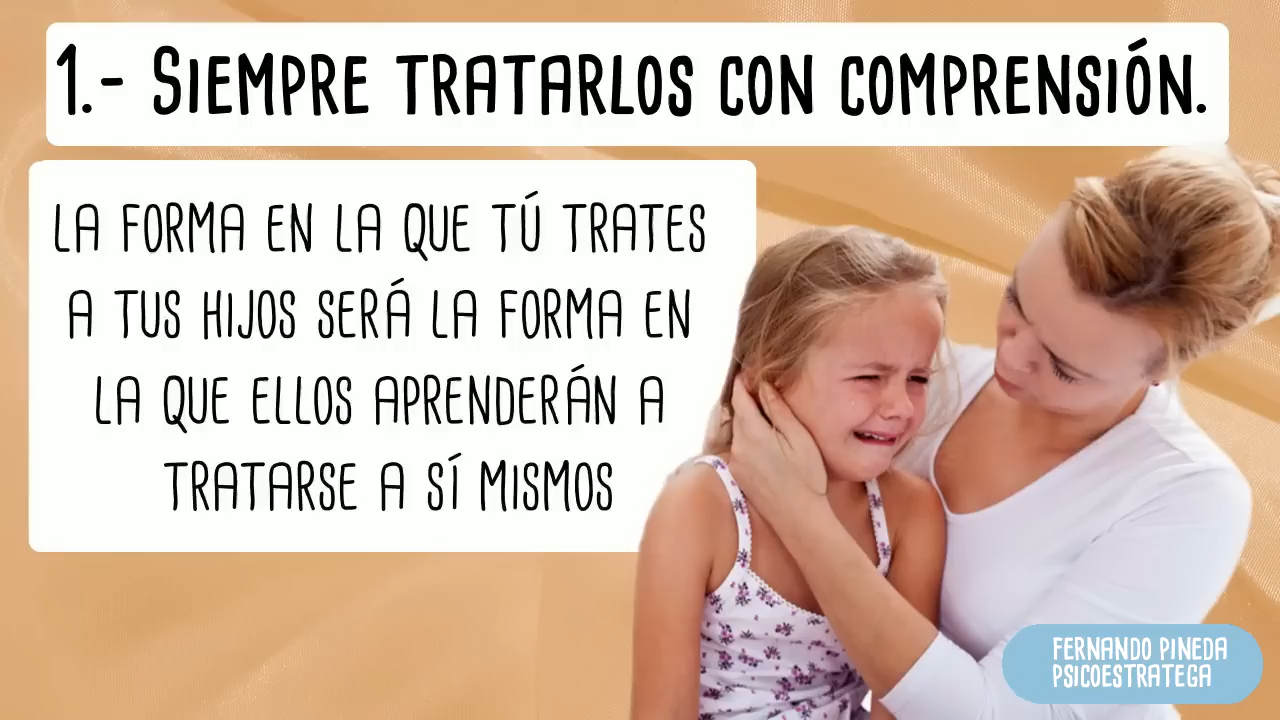 1.- SIEMPRE TRATARLOS CON COMPRENSIÓN.
LA FORMA EN LA QUE TÚ TRATES
A TUS HIJOS SERÁ LA FORMA EN
LA QUE ELLOS APRENDERÁN A
TRATARSE A SÍ MISMOS
FERNANDO PINEDA
PSICOESTRATEGA